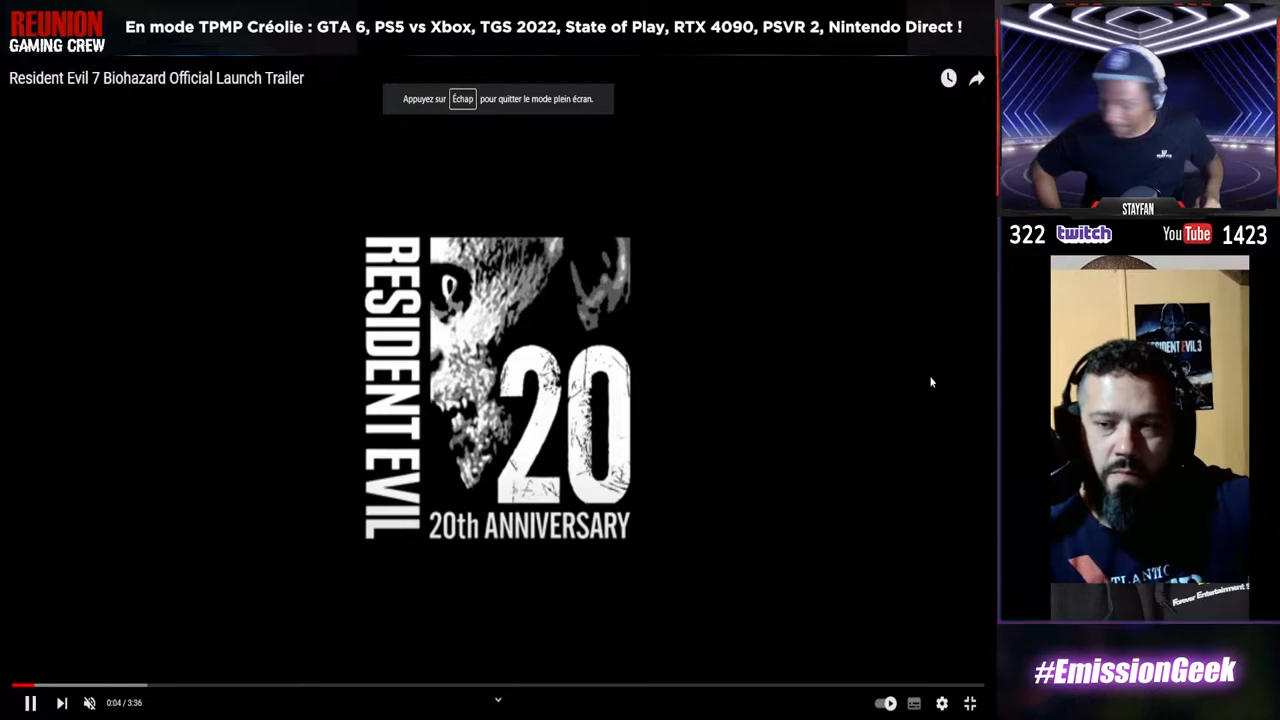 REUNION
GAMING CREW
En mode TPMP Créolie : GTA 6, PS5 vs Xbox, TGS 2022, State of Play, RTX 4090, PSVR 2, Nintendo Direct !
Resident Evil 7 Biohazard Official Launch Trailer
Appuyez sur Échap pour quitter le mode plein écran.
STAYFAN
322 twitch YouTube 1423
RESIDENT EVIL
20
20th ANNIVERSARY
RESIDENT EVIL 3
ATLANTIC
Forever Entertainment S
#EmissionGeek
0:04 / 3:36